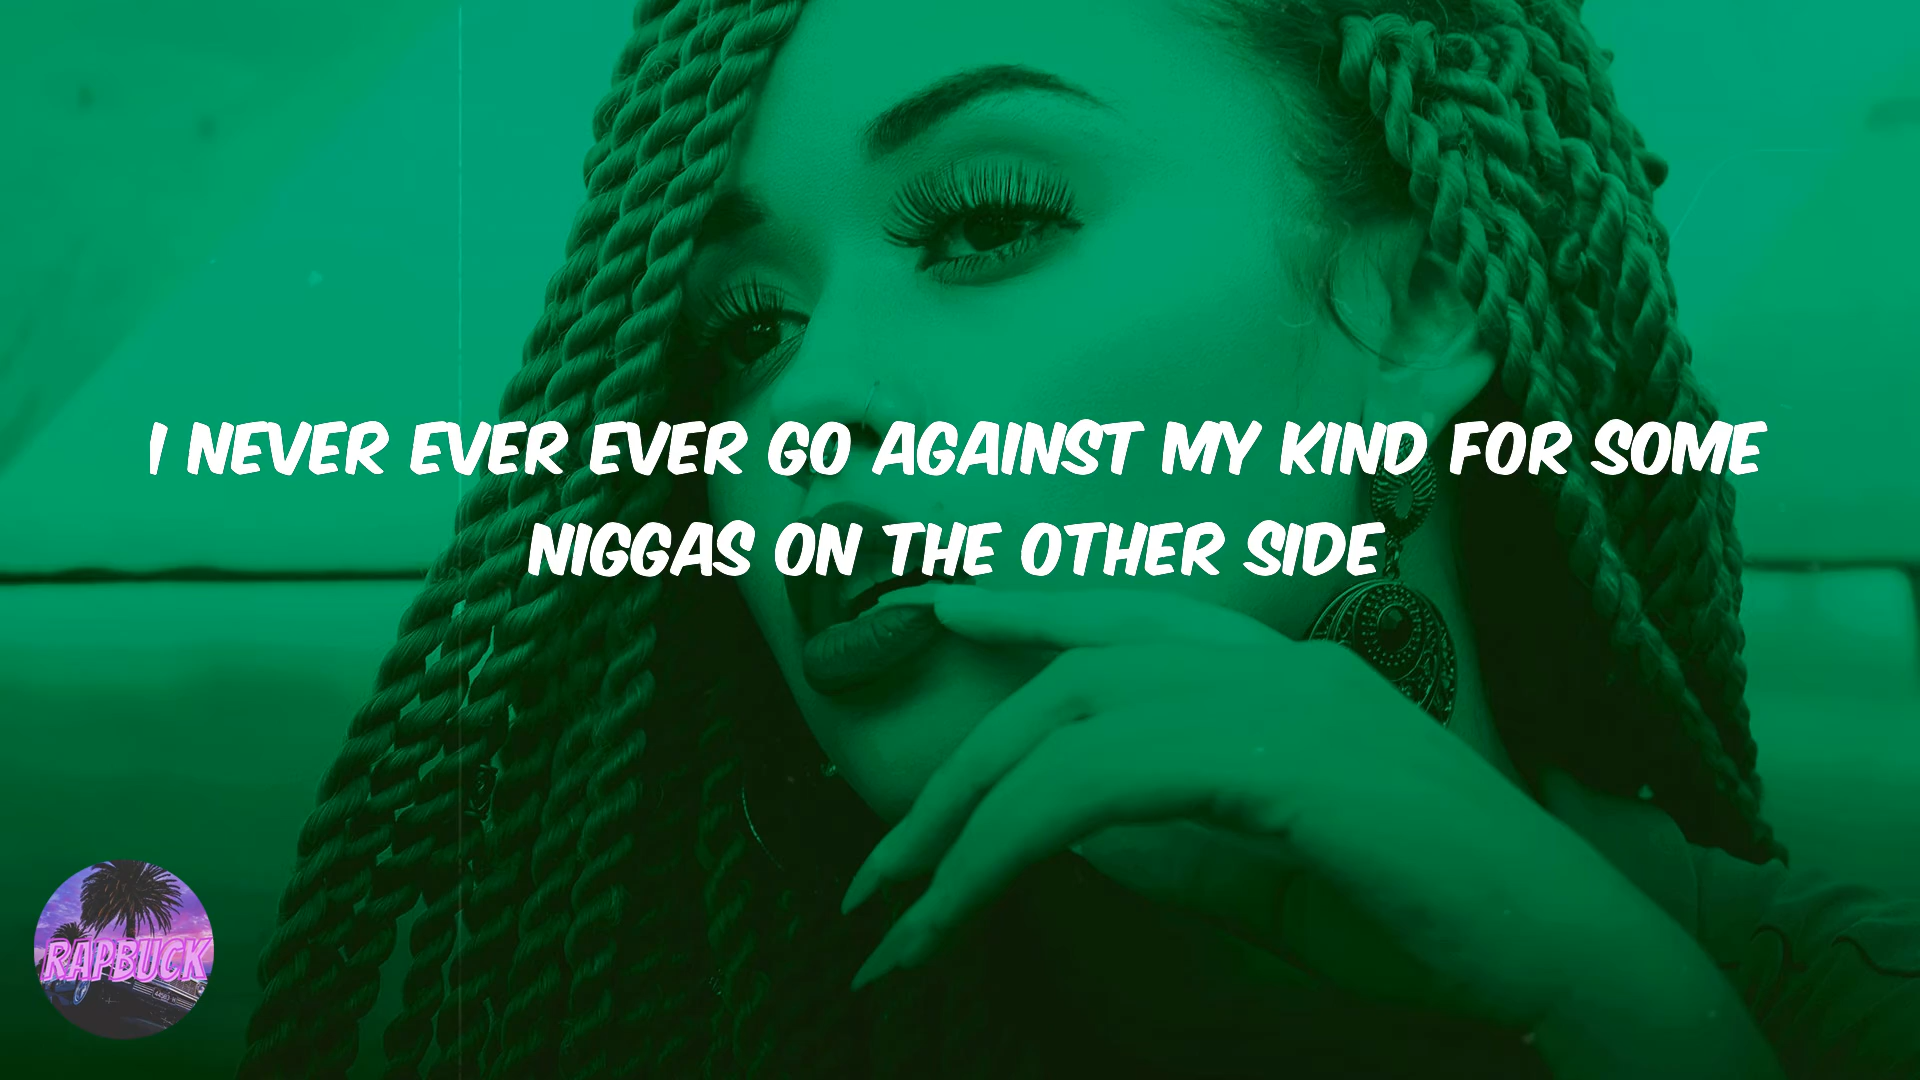 I NEVER EVER EVER GO AGAINST MY KIND FOR SOME
NIGGAS ON THE OTHER SIDE
RAPBUCK